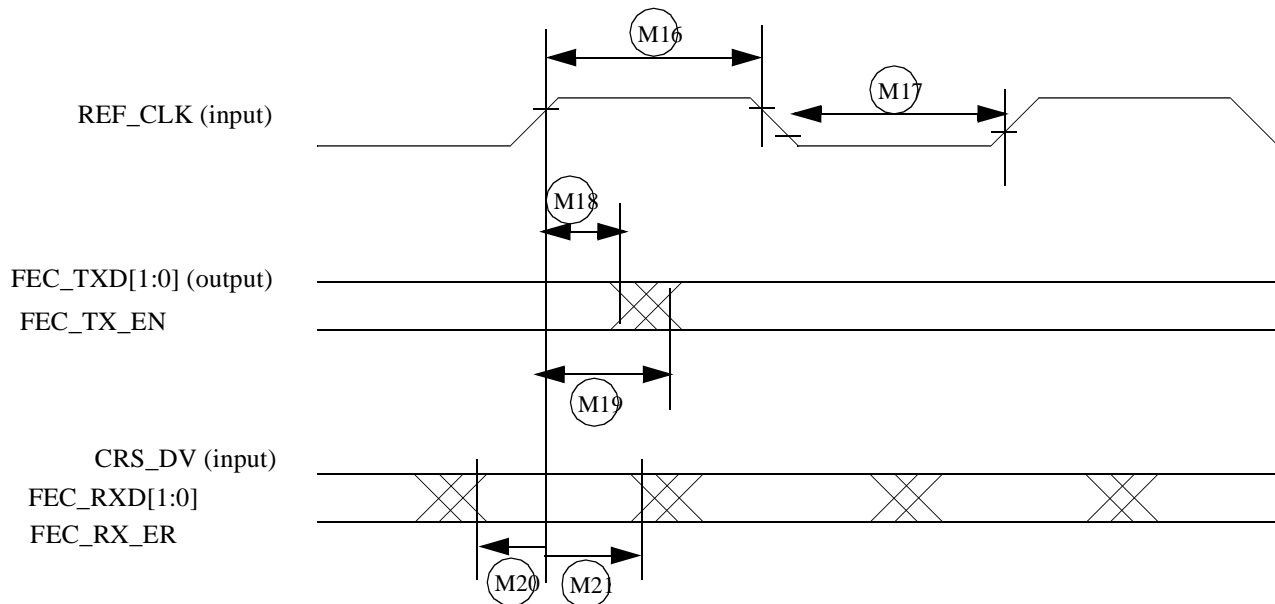 M16
M17
REF_CLK (input)
M18
FEC_TXD[1:0] (output)
FEC_TX_EN
M19
CRS_DV (input)
FEC_RXD[1:0]
FEC_RX_ER
M20
M21